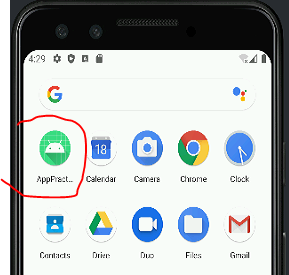 4:29
G
AppPract... Calendar Camera Chrome Clock
18
Contacts Drive Duo Files Gmail